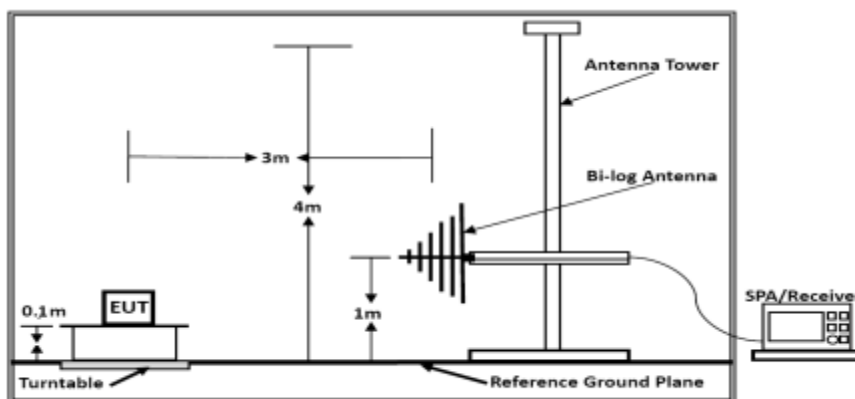 Antenna Tower
3m
Bi-log Antenna
4m
EUT
0.1m
1m
SPA/Receive
Turntable
Reference Ground Plane